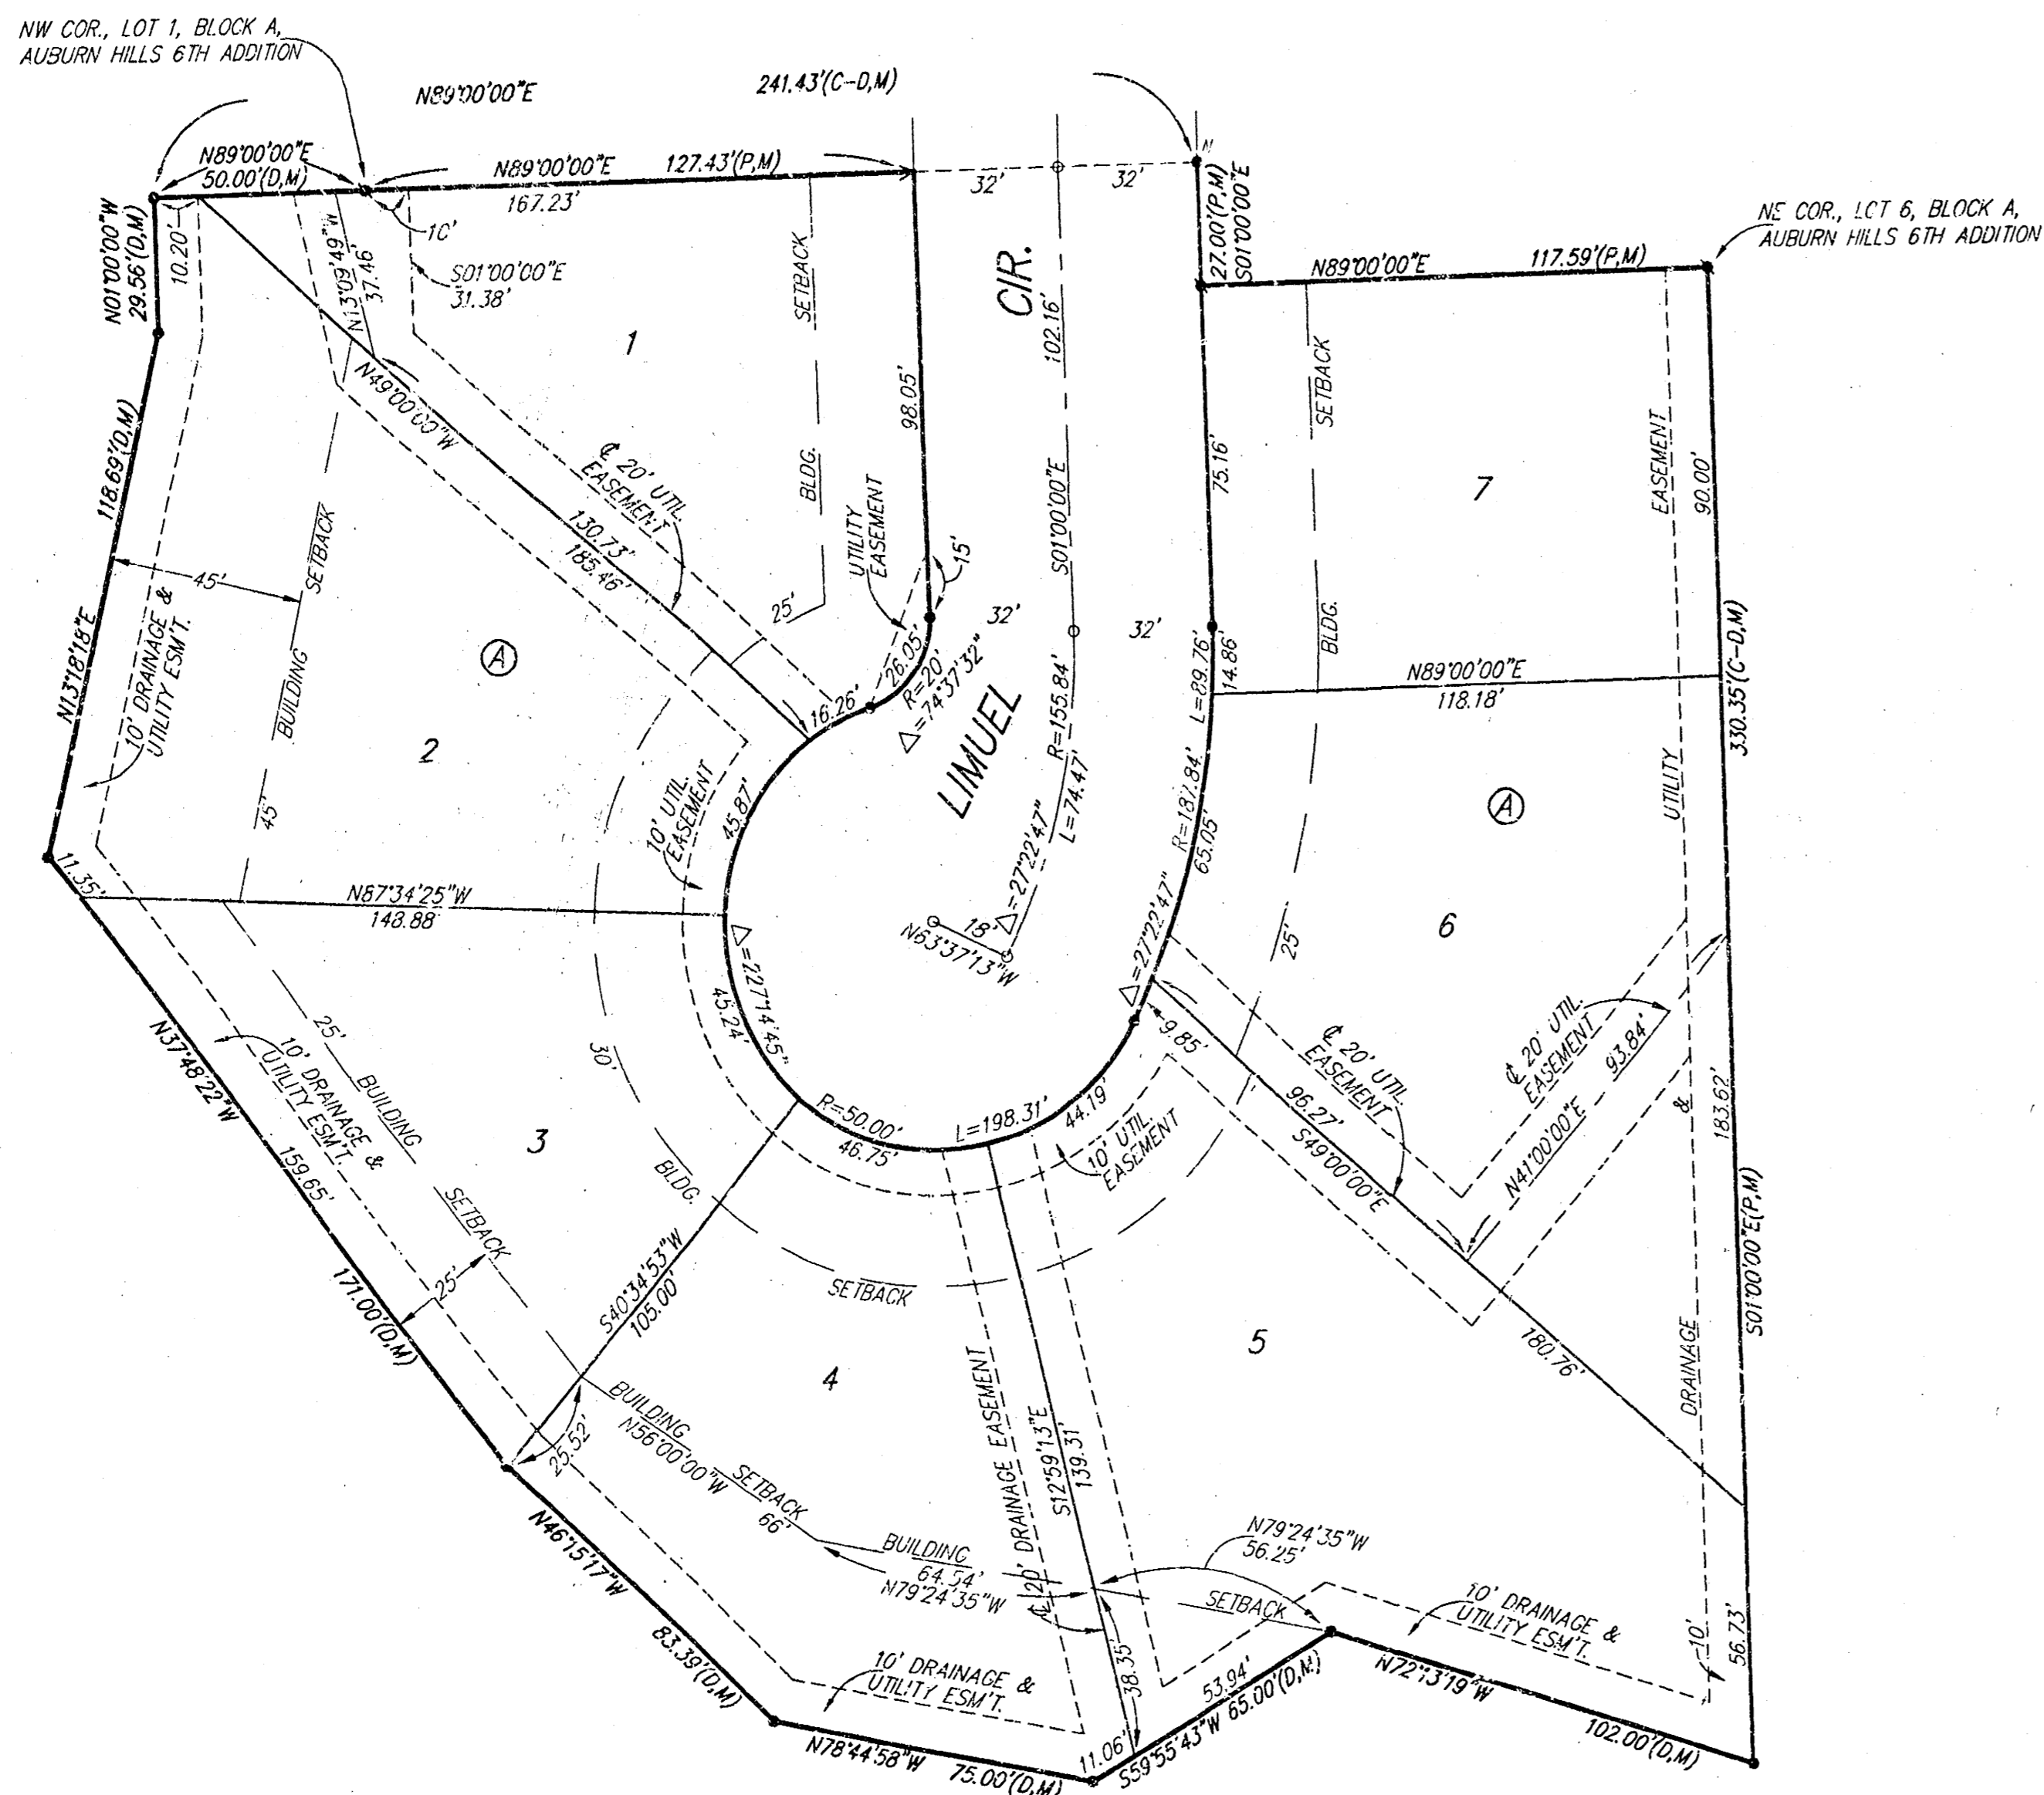 NW COR., LOT 1, BLOCK A,
AUBURN HILLS 6TH ADDITION
N89°00'00"E
241.43'(C-D,M)
N89°00'00"E
50.00'(D,M)
N89°00'00"E
127.43'(P,M)
167.23'
32'
32'
N
27.00'(P,M)
S01°00'00"E
NE COR., LOT 6, BLOCK A,
AUBURN HILLS 6TH ADDITION
N89°00'00"E
117.59'(P,M)
N01°00'00"W
29.56'(D,M)
10.20'
10'
N13°09'49"W
37.46'
S01°00'00"E
31.38'
1
SETBACK
BLDG.
25'
98.05'
CIR.
102.16'
S01°00'00"E
75.16'
SETBACK
BLDG.
25'
7
EASEMENT
UTILITY
&
DRAINAGE
10'
90.00'
118.69'(D,M)
N13°18'18"E
45'
SETBACK
BUILDING
45'
10' DRAINAGE &
UTILITY ESM'T.
N49°00'00"W
130.73'
185.46'
℄ 20' UTIL.
EASEMENT
UTILITY
EASEMENT
15'
32'
32'
A
2
16.26'
26.05'
R=20'
△=74°37'32"
LIMUEL
R=155.84'
L=74.47'
△=27°22'47"
L=89.76'
14.86'
N89°00'00"E
118.18'
330.35'(C-D,M)
R=187.84'
65.05'
△=27°22'47"
A
6
45.87'
10' UTIL.
EASEMENT
11.35'
N87°34'25"W
148.88'
18'
N63°37'13"W
△=227°14'45"
45.24'
30'
BLDG.
SETBACK
R=50.00'
46.75'
L=198.31'
44.19'
10' UTIL.
EASEMENT
9.85'
96.27'
S49°00'00"E
180.76'
℄ 20' UTIL.
EASEMENT
℄ 20' UTIL.
EASEMENT
93.84'
N41°00'00"E
183.62'
S01°00'00"E(P,M)
56.73'
N37°48'22"W
159.65'
171.00'(D,M)
10' DRAINAGE &
UTILITY ESM'T.
25'
BUILDING
SETBACK
25'
3
S40°34'53"W
105.00'
25.52'
4
5
BUILDING
N56°00'00"W
SETBACK
66'
BUILDING
64.54'
N79°24'35"W
℄ 20' DRAINAGE EASEMENT
S12°59'13"E
139.31'
38.35'
N79°24'35"W
56.25'
SETBACK
10' DRAINAGE &
UTILITY ESM'T.
N72°13'19"W
102.00'(D,M)
N46°15'17"W
83.39'(D,M)
10' DRAINAGE &
UTILITY ESM'T.
N78°44'58"W
75.00'(D,M)
11.06'
53.94'
S59°55'43"W 65.00'(D,M)